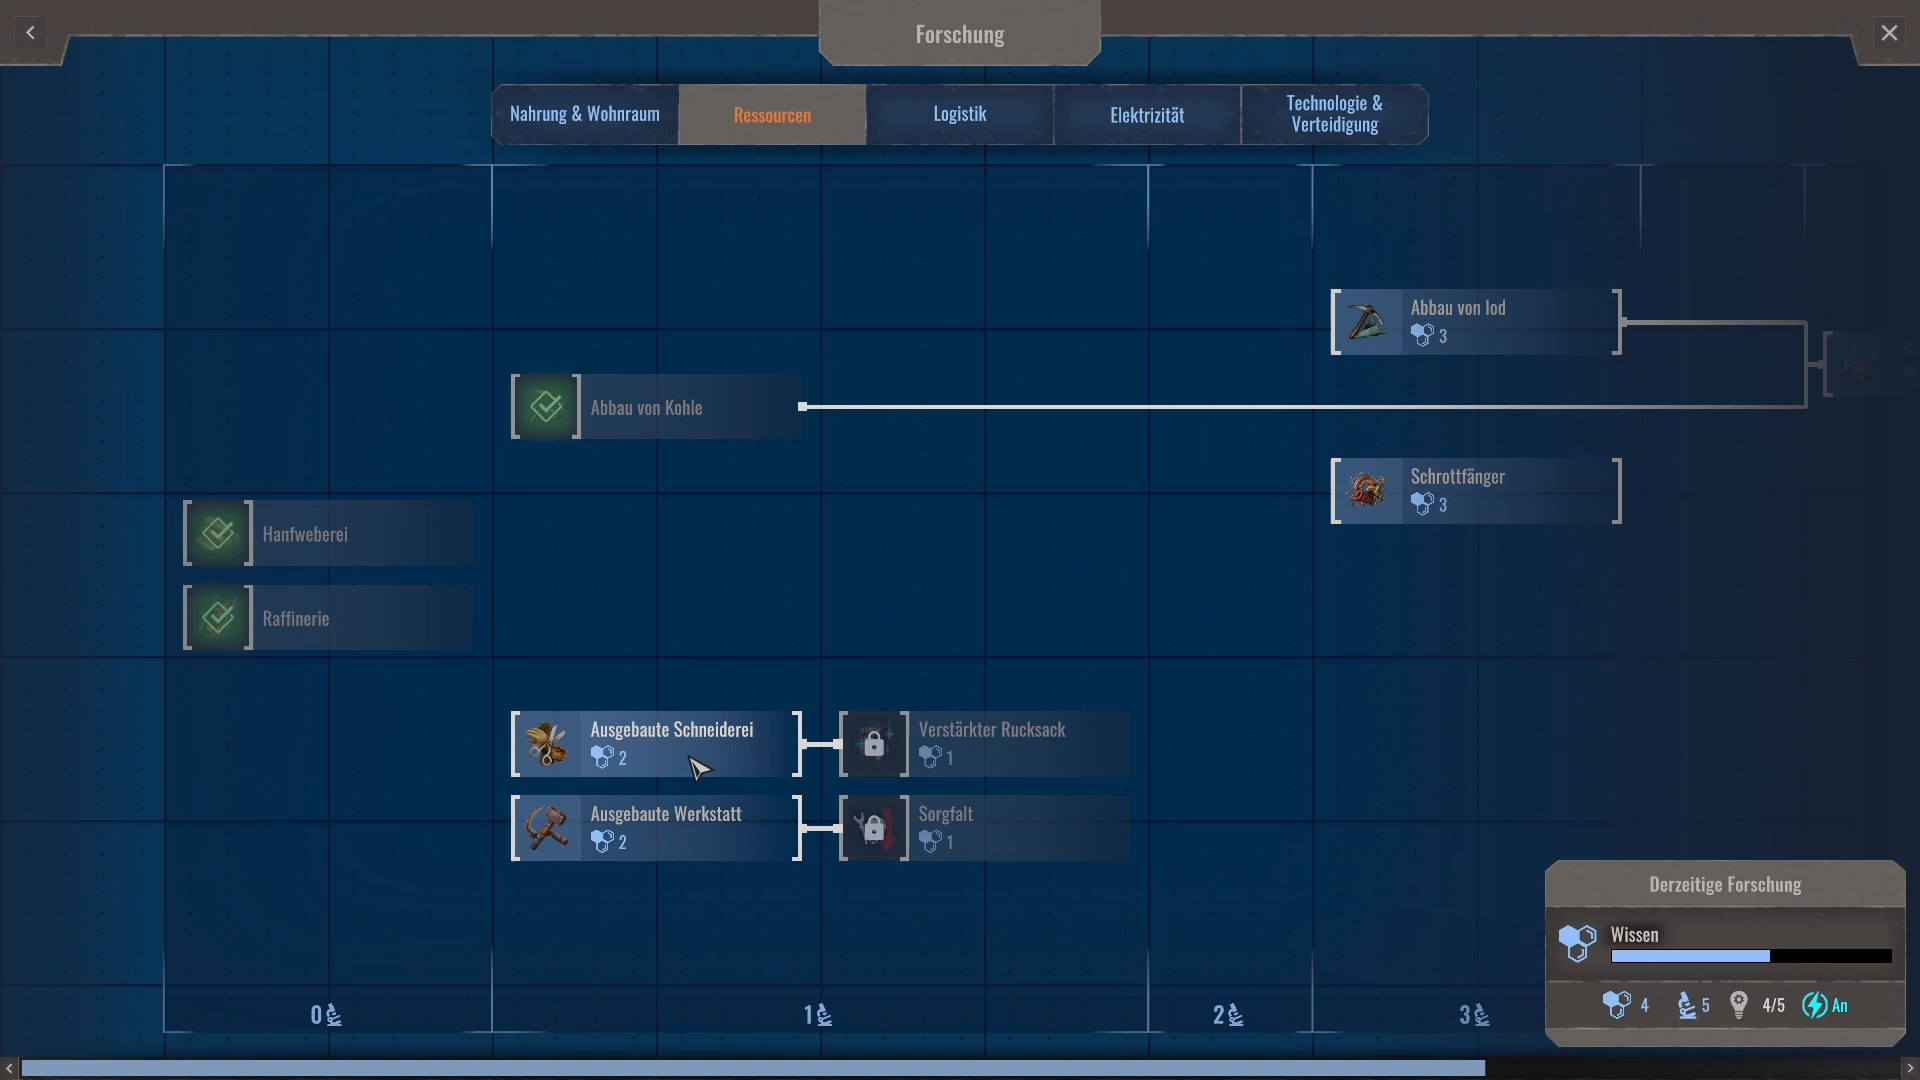 Forschung
Nahrung & Wohnraum
Ressourcen
Logistik
Elektrizität
Technologie &
Verteidigung
Abbau von Iod
3
Abbau von Kohle
Schrottfänger
3
Hanfweberei
Raffinerie
Ausgebaute Schneiderei
2
Verstärkter Rucksack
1
Ausgebaute Werkstatt
2
Sorgfalt
1
Derzeitige Forschung
Wissen
4
5
4/5
An
0
1
2
3